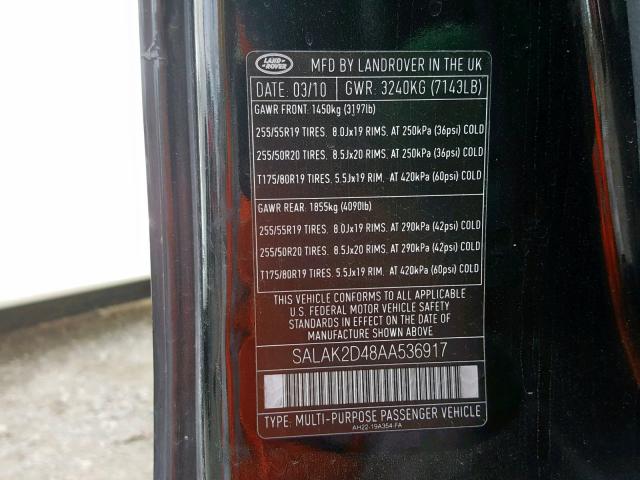 LAND ROVER
MFD BY LANDROVER IN THE UK
DATE: 03/10 GWR: 3240KG (7143LB)
GAWR FRONT: 1450kg (3197lb)
255/55R19 TIRES. 8.0Jx19 RIMS. AT 250kPa (36psi) COLD
255/50R20 TIRES. 8.5Jx20 RIMS. AT 250kPa (36psi) COLD
T175/80R19 TIRES. 5.5Jx19 RIM. AT 420kPa (60psi) COLD
GAWR REAR: 1855kg (4090lb)
255/55R19 TIRES. 8.0Jx19 RIMS. AT 290kPa (42psi) COLD
255/50R20 TIRES. 8.5Jx20 RIMS. AT 290kPa (42psi) COLD
T175/80R19 TIRES. 5.5Jx19 RIM. AT 420kPa (60psi) COLD
THIS VEHICLE CONFORMS TO ALL APPLICABLE
U.S. FEDERAL MOTOR VEHICLE SAFETY
STANDARDS IN EFFECT ON THE DATE OF
MANUFACTURE SHOWN ABOVE
SALAK2D48AA536917
TYPE: MULTI-PURPOSE PASSENGER VEHICLE
AH22-19A354-FA